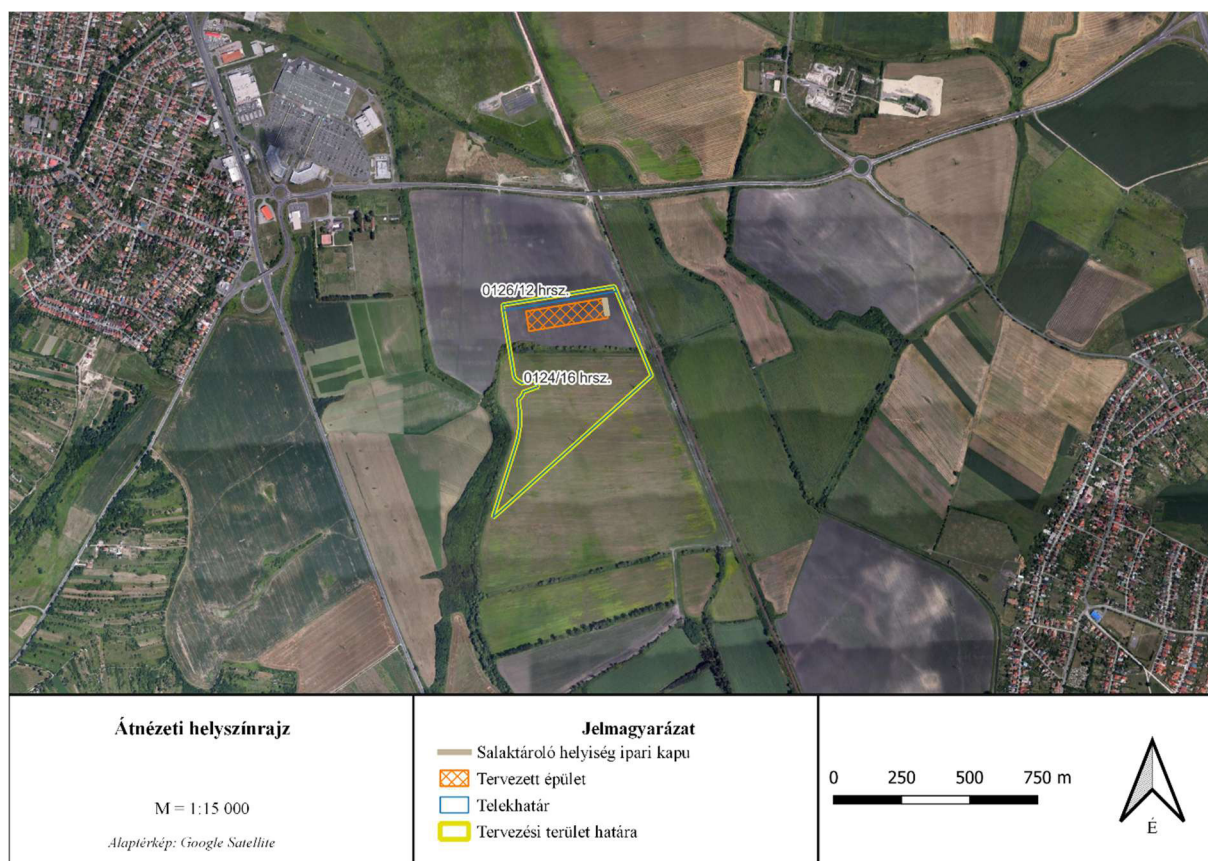 0126/12 hrsz.
0124/16 hrsz.
Átnézeti helyszínrajz
M = 1:15 000
Alaptérkép: Google Satellite
Jelmagyarázat
Salaktároló helyiség ipari kapu
Tervezett épület
Telekhatár
Tervezési terület határa
0 250 500 750 m
É